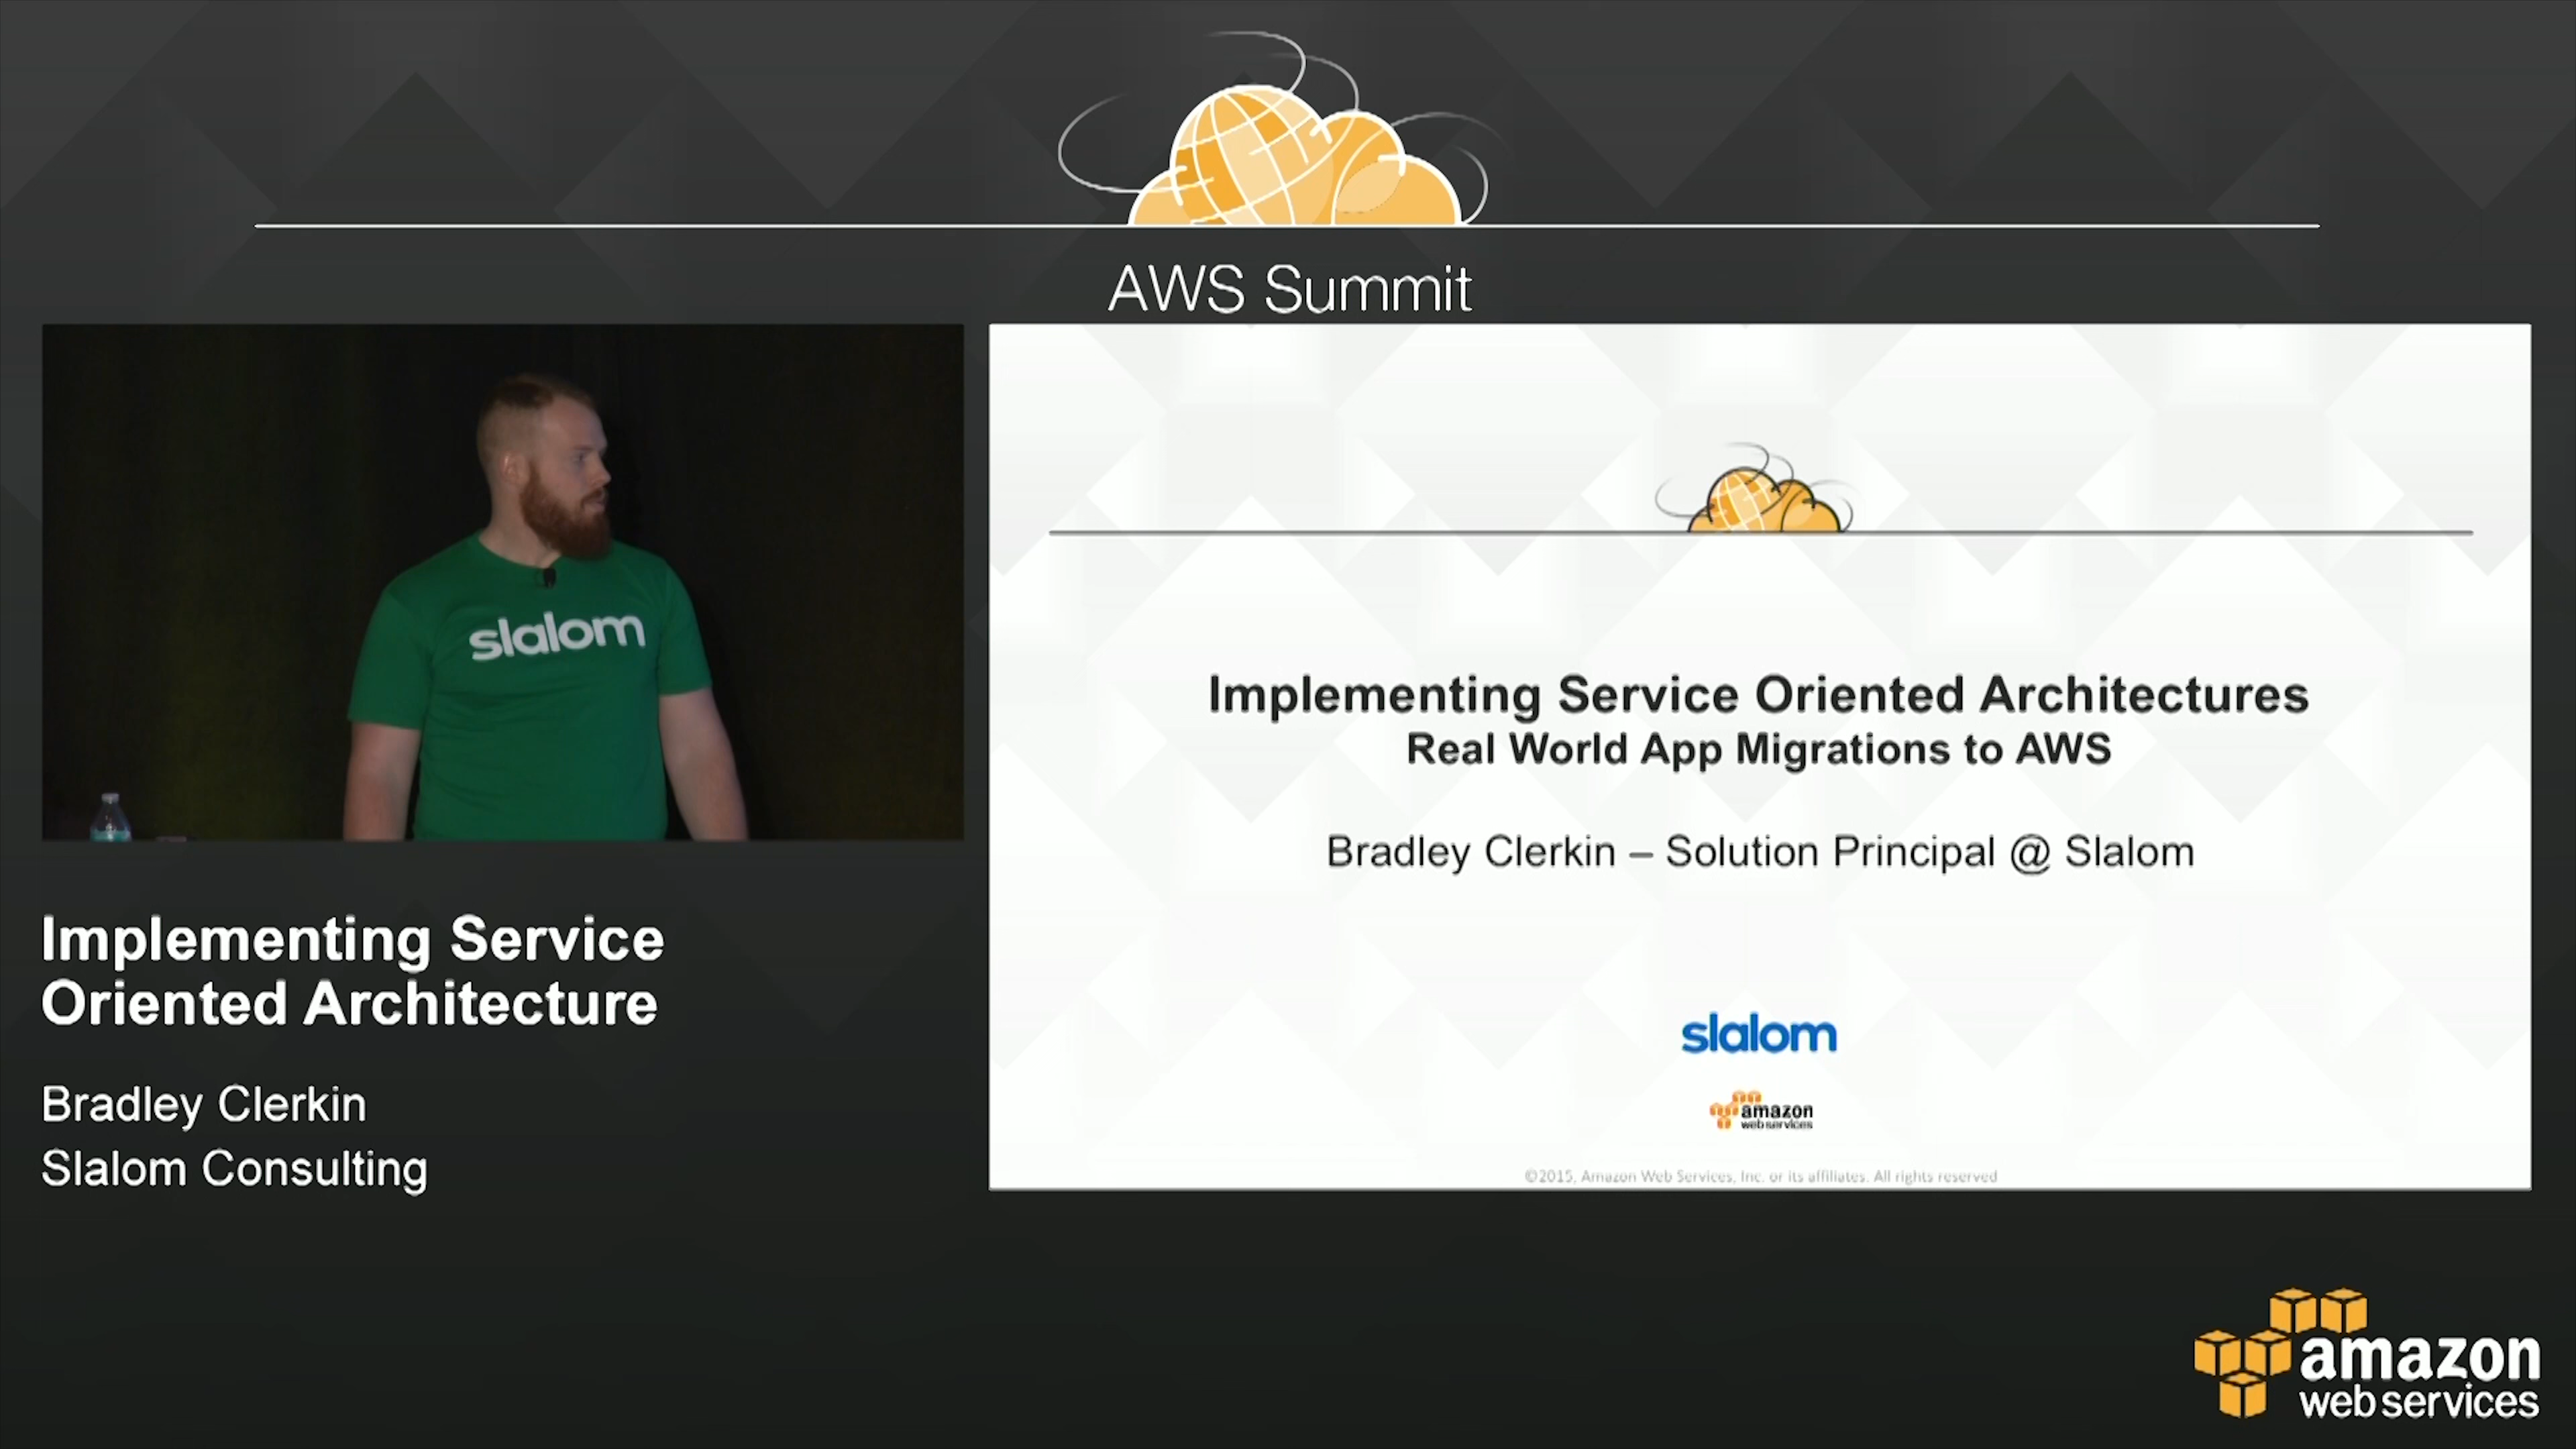 AWS Summit
slalom
Implementing Service Oriented Architectures
Real World App Migrations to AWS
Bradley Clerkin – Solution Principal @ Slalom
slalom
amazon
web services
©2015, Amazon Web Services, Inc. or its affiliates. All rights reserved
Implementing Service
Oriented Architecture
Bradley Clerkin
Slalom Consulting
amazon
web services